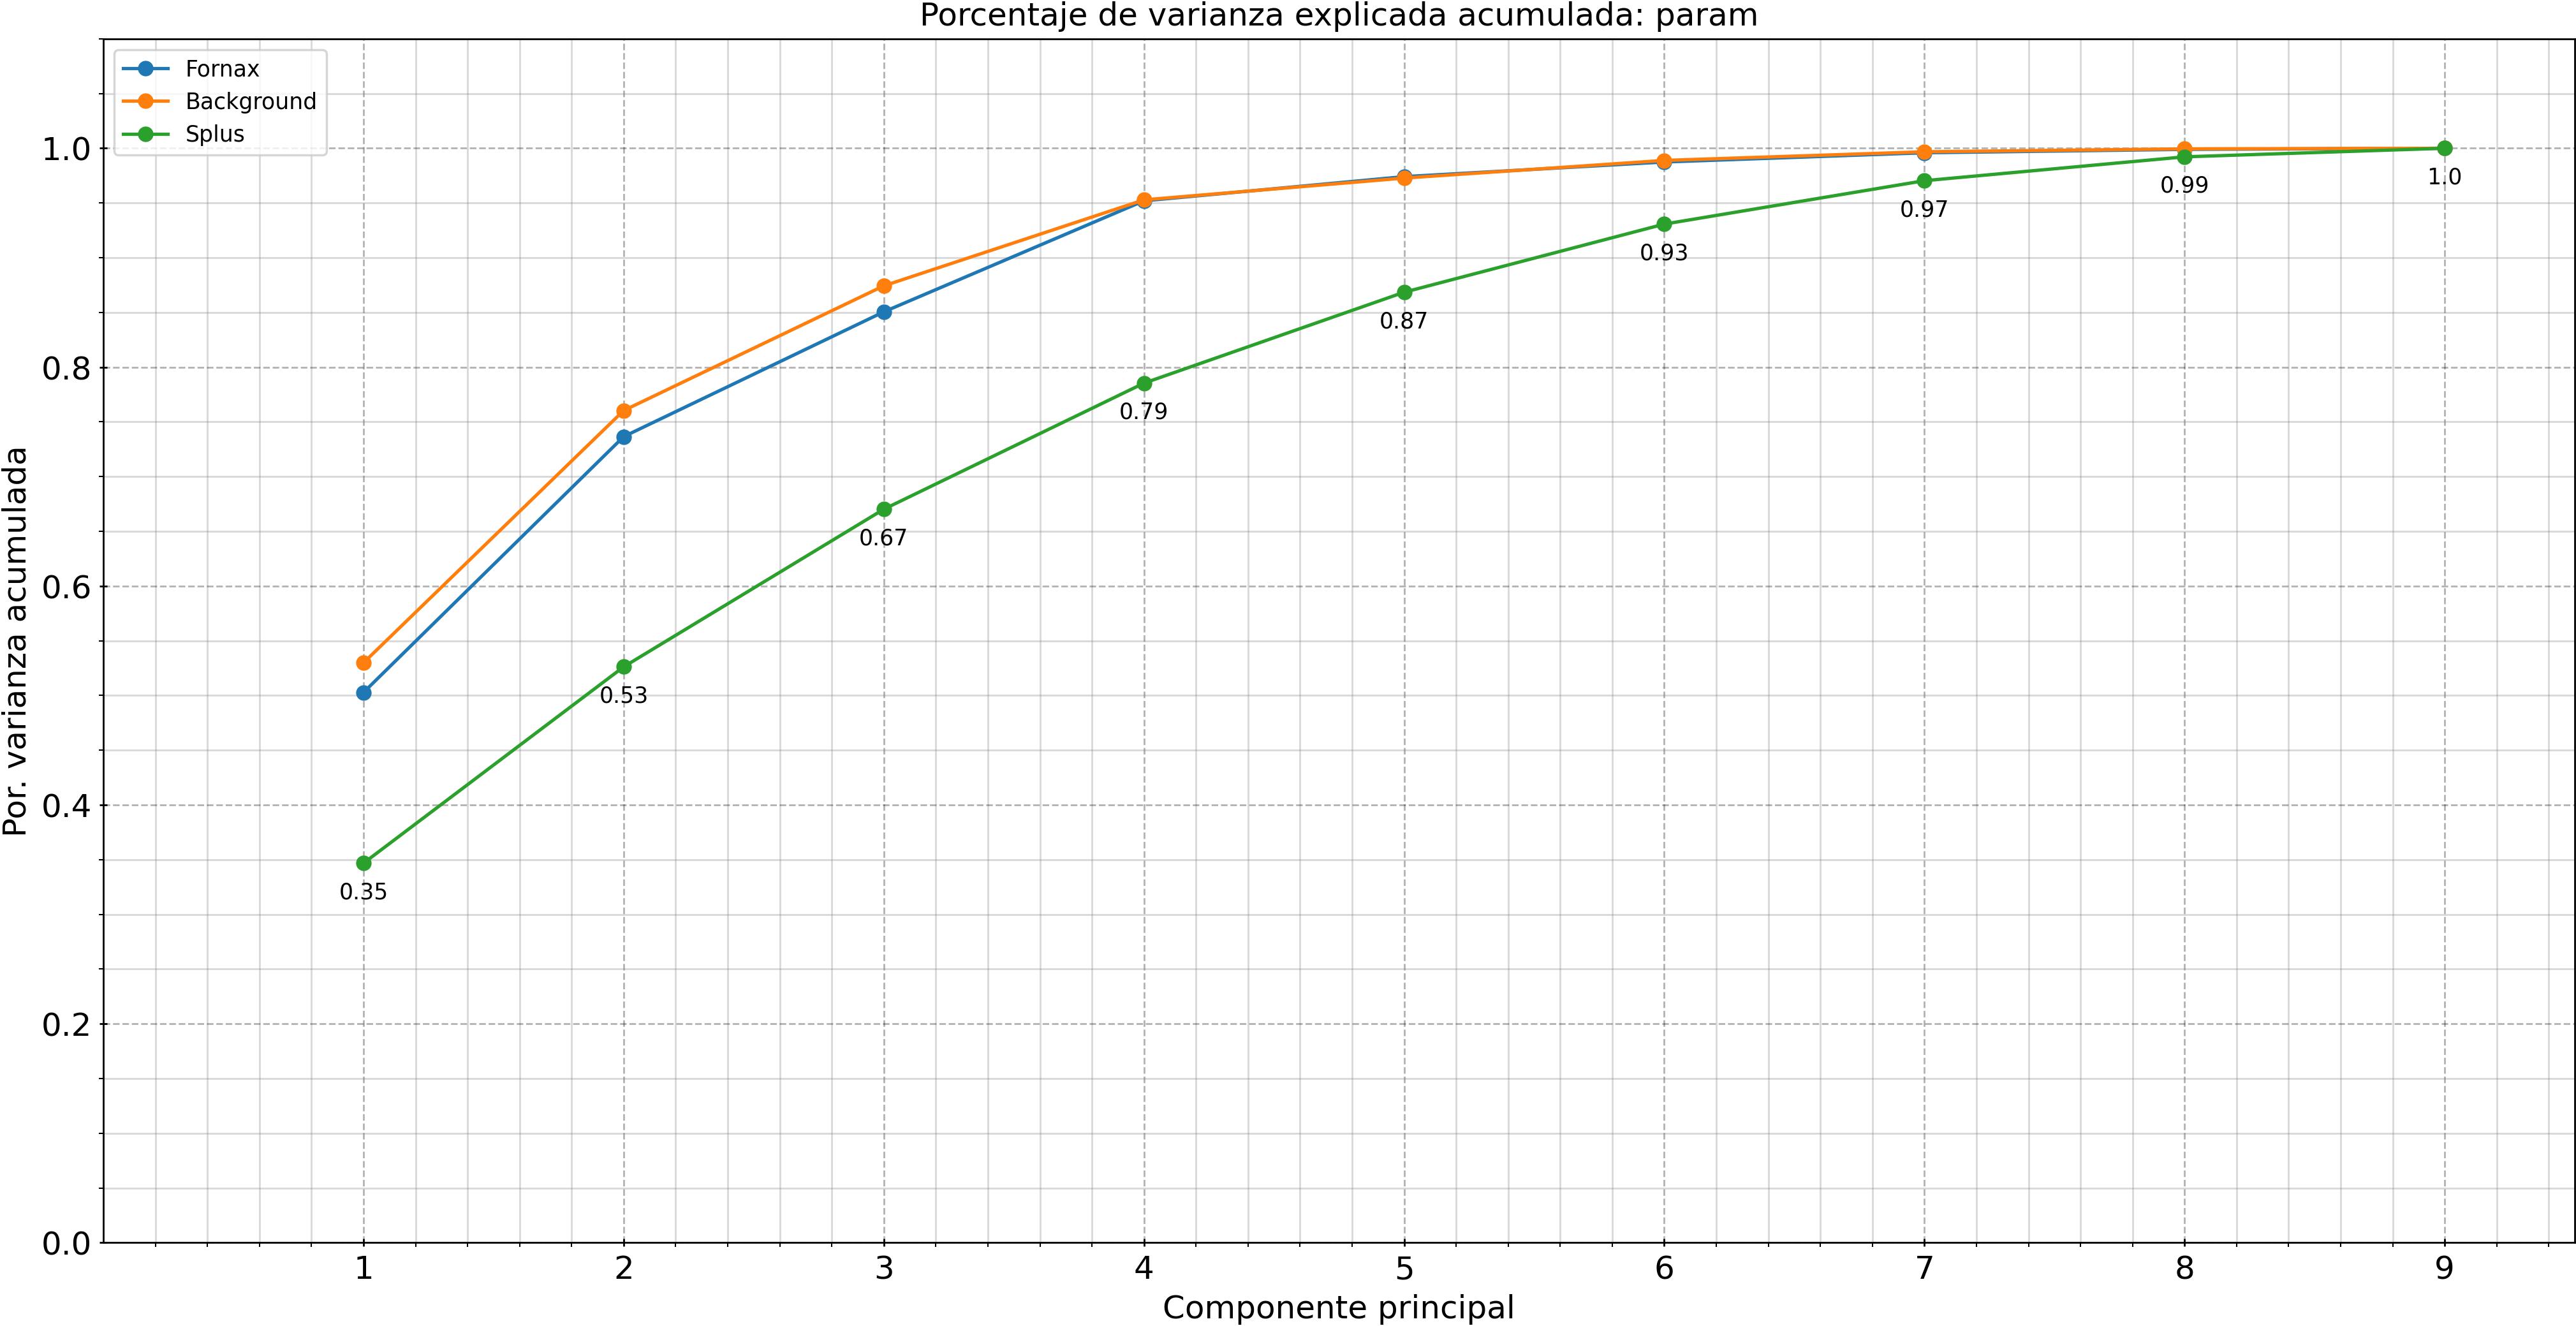 Porcentaje de varianza explicada acumulada: param
Fornax
Background
Splus
Por. varianza acumulada
1.0
0.8
0.6
0.4
0.2
0.0
0.35
0.53
0.67
0.79
0.87
0.93
0.97
0.99
1.0
1 2 3 4 5 6 7 8 9
Componente principal